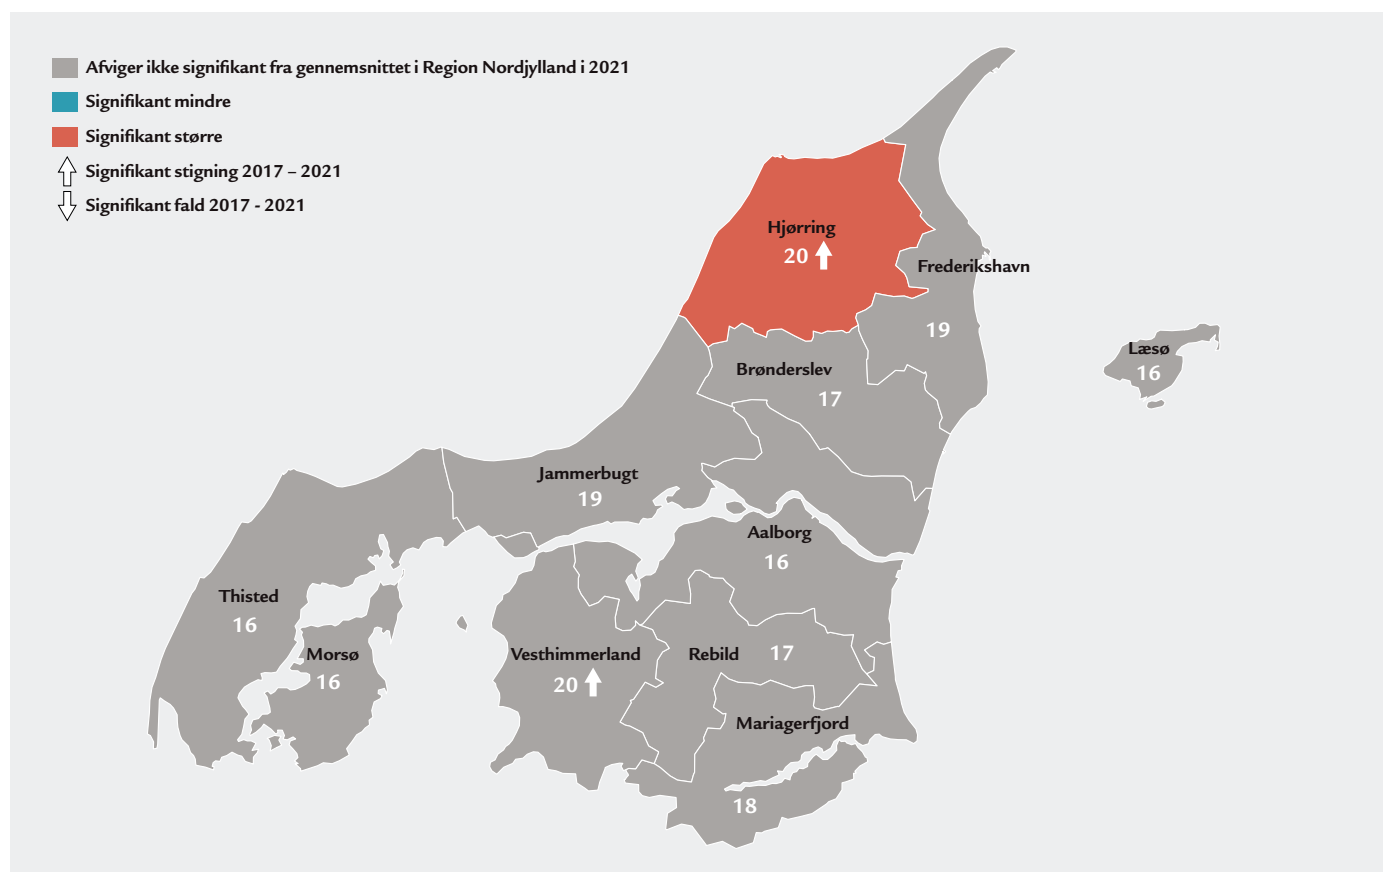 Afviger ikke signifikant fra gennemsnittet i Region Nordjylland i 2021
Signifikant mindre
Signifikant større
Signifikant stigning 2017 – 2021
Signifikant fald 2017 - 2021
Hjørring
20
Frederikshavn
19
Læsø
16
Brønderslev
17
Jammerbugt
19
Aalborg
16
Thisted
16
Morsø
16
Vesthimmerland
20
Rebild 17
Mariagerfjord
18